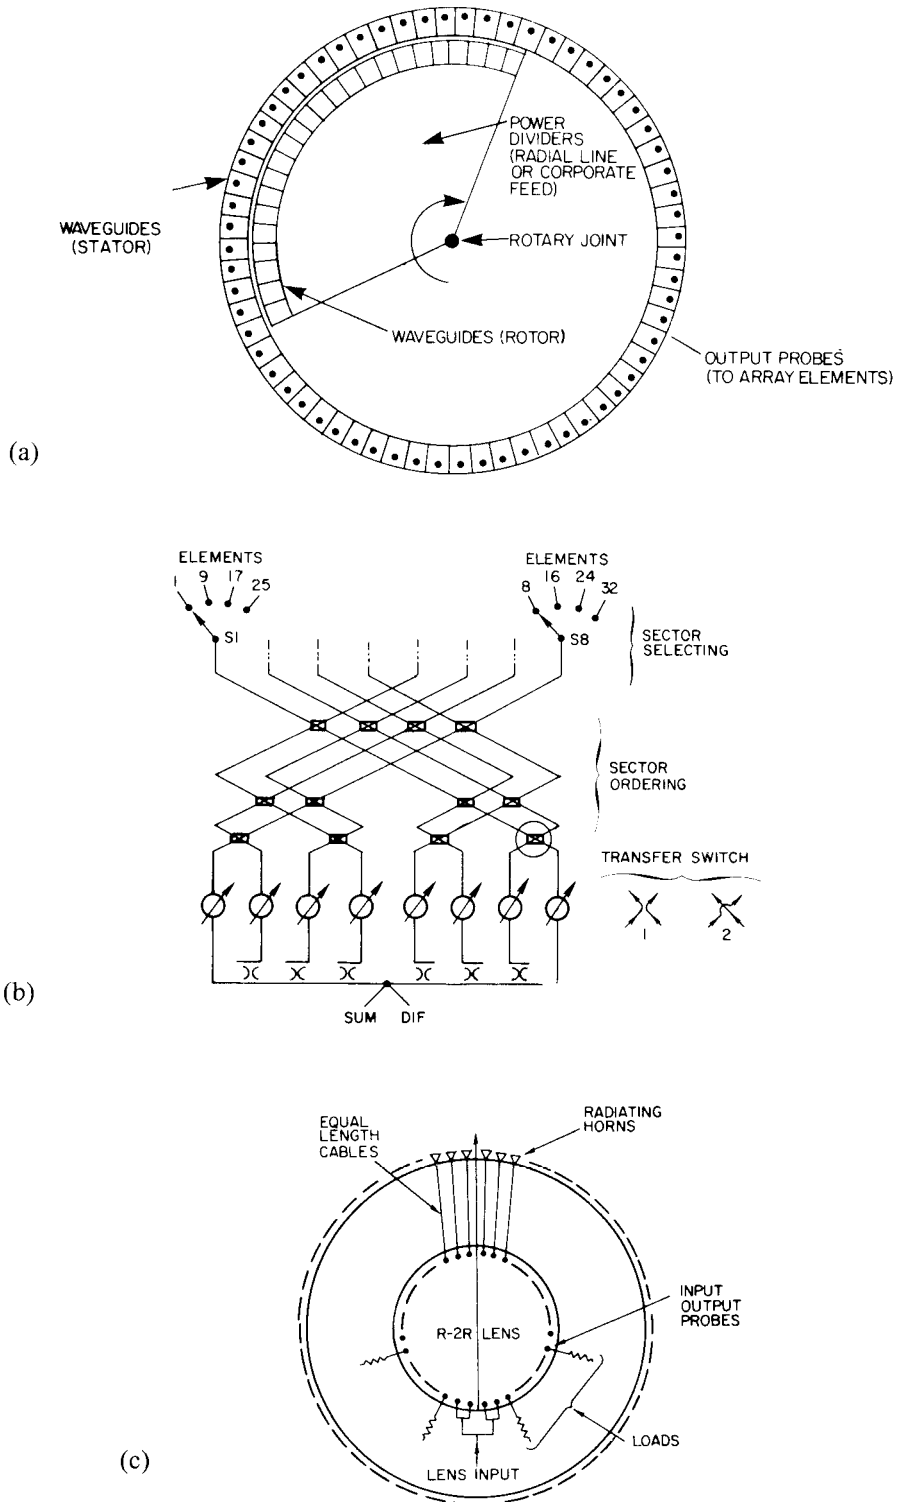 POWER
DIVIDERS
(RADIAL LINE
OR CORPORATE
FEED)
WAVEGUIDES
(STATOR)
ROTARY JOINT
WAVEGUIDES (ROTOR)
OUTPUT PROBES
(TO ARRAY ELEMENTS)
(a)
ELEMENTS
1 9 17 25
S1
ELEMENTS
8 16 24 32
S8
SECTOR
SELECTING
SECTOR
ORDERING
TRANSFER SWITCH
1 2
(b)
SUM DIF
EQUAL
LENGTH
CABLES
RADIATING
HORNS
INPUT
OUTPUT
PROBES
R-2R LENS
LOADS
LENS INPUT
(c)